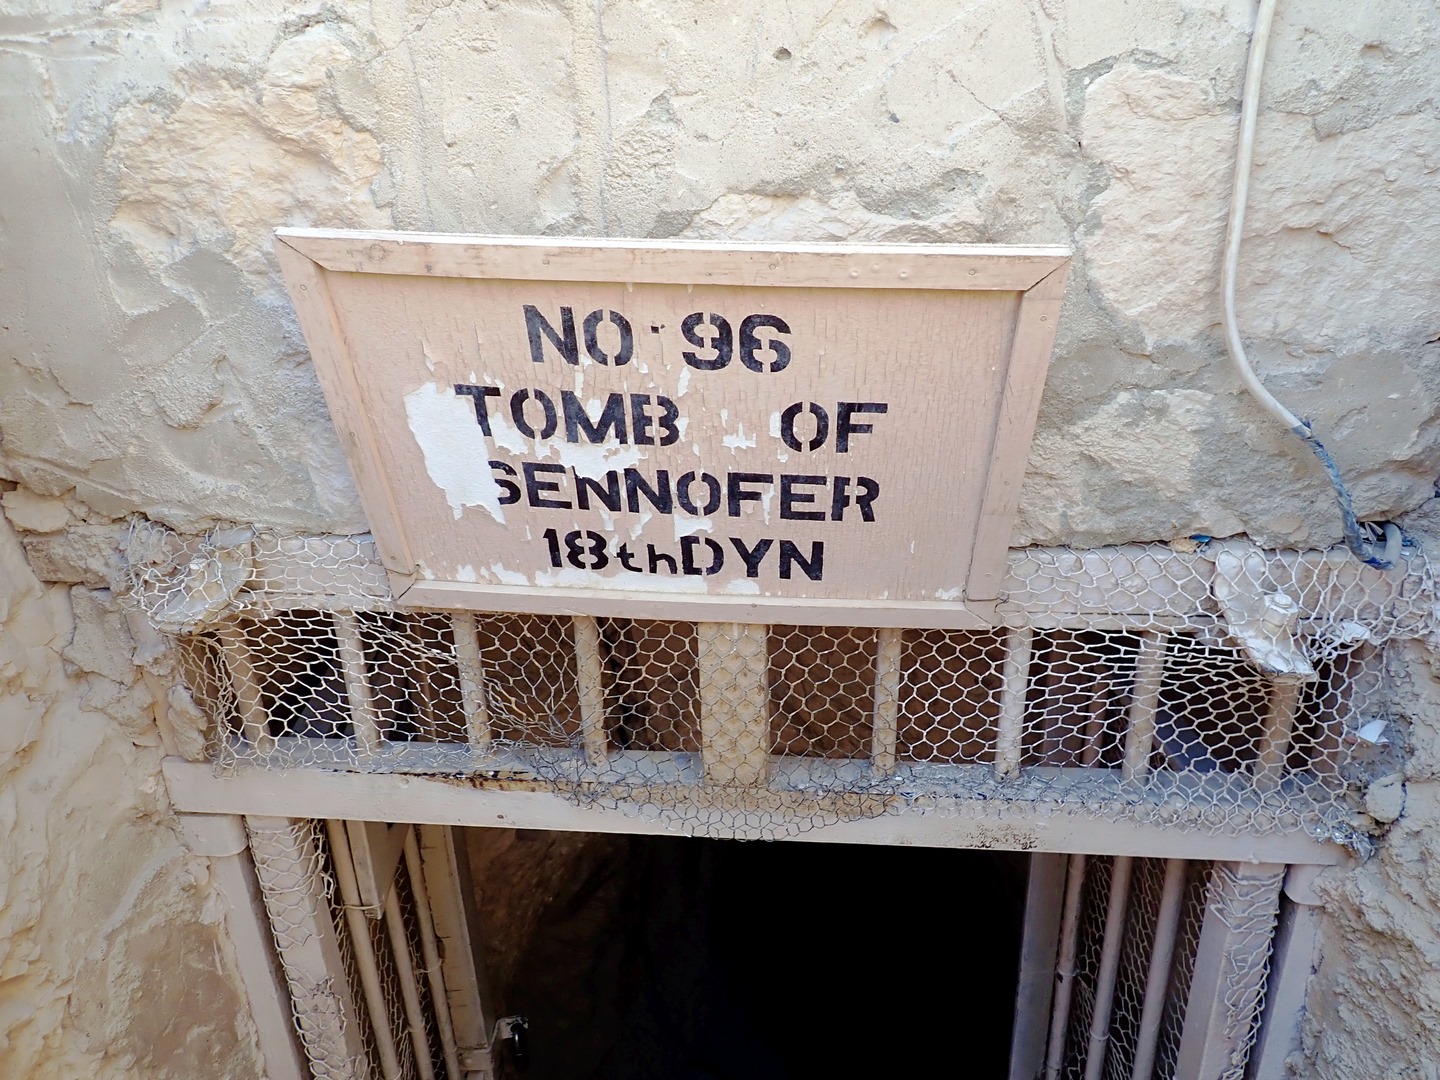 NO. 96
TOMB OF
SENNOFER
18thDYN